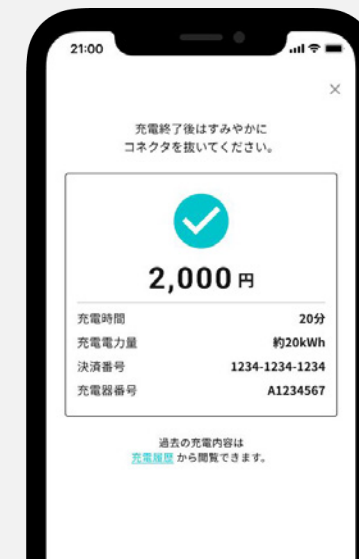 21:00
充電終了後はすみやかに
コネクタを抜いてください。
2,000 円
充電時間 20分
充電電力量 約20kWh
決済番号 1234-1234-1234
充電器番号 A1234567
過去の充電内容は
充電履歴 から閲覧できます。